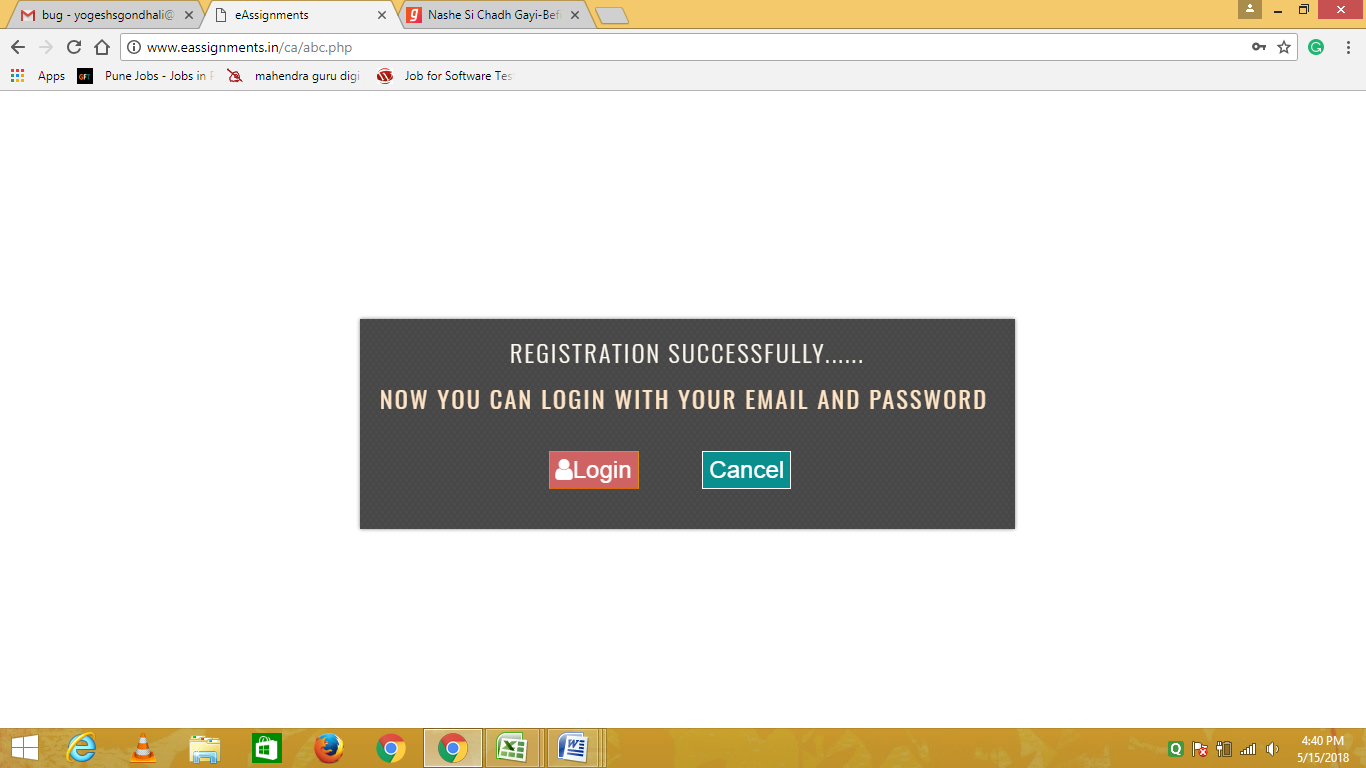 bug - yogeshsgondhali@
eAssignments
Nashe Si Chadh Gayi-Befi
www.eassignments.in/ca/abc.php
Apps
GF!
Pune Jobs - Jobs in P
mahendra guru digi
Job for Software Tes
REGISTRATION SUCCESSFULLY......
NOW YOU CAN LOGIN WITH YOUR EMAIL AND PASSWORD
Login
Cancel
4:40 PM
5/15/2018